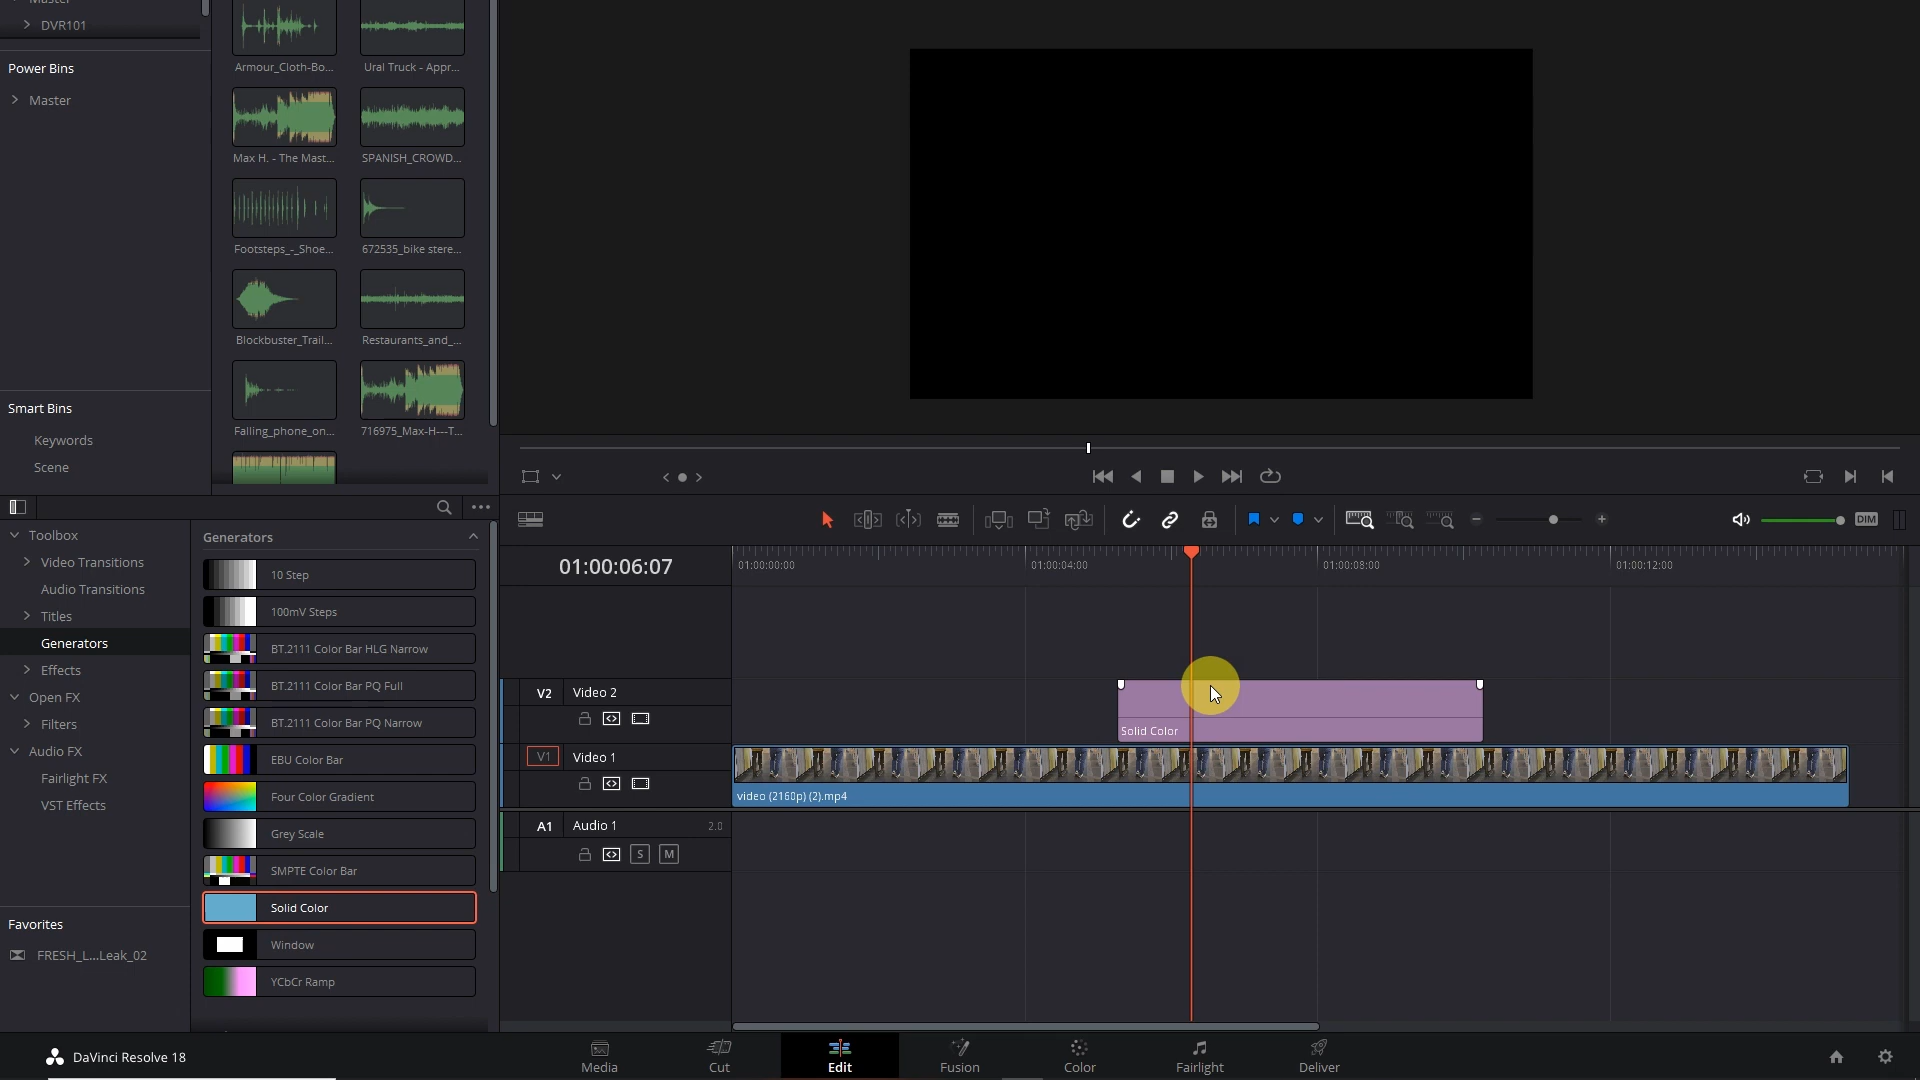 DVR101
Power Bins
Master
Armour_Cloth-Bo...
Ural Truck - Appr...
Max H. - The Mast...
SPANISH_CROWD...
Footsteps_-_Shoe...
672535_bike stere...
Blockbuster_Trail...
Restaurants_and_...
Falling_phone_on...
716975_Max-H---T...
Smart Bins
Keywords
Scene
Toolbox
Video Transitions
Audio Transitions
Titles
Generators
Effects
Open FX
Filters
Audio FX
Fairlight FX
VST Effects
Favorites
FRESH_L...Leak_02
Generators
10 Step
100mV Steps
BT.2111 Color Bar HLG Narrow
BT.2111 Color Bar PQ Full
BT.2111 Color Bar PQ Narrow
EBU Color Bar
Four Color Gradient
Grey Scale
SMPTE Color Bar
Solid Color
Window
YCbCr Ramp
DIM
01:00:06:07
01:00:00:00
01:00:04:00
01:00:08:00
01:00:12:00
V2 Video 2
Solid Color
V1 Video 1
video (2160p) (2).mp4
A1 Audio 1 2.0
S M
DaVinci Resolve 18
Media
Cut
Edit
Fusion
Color
Fairlight
Deliver